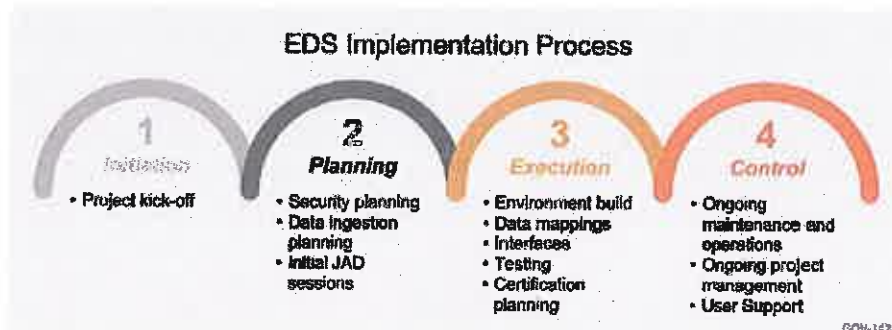 EDS Implementation Process
1
Initiation
• Project kick-off
2
Planning
• Security planning
• Data ingestion
planning
• Initial JAD
sessions
3
Execution
• Environment build
• Data mappings
• Interfaces
• Testing
• Certification
planning
4
Control
• Ongoing
maintenance and
operations
• Ongoing project
management
• User Support